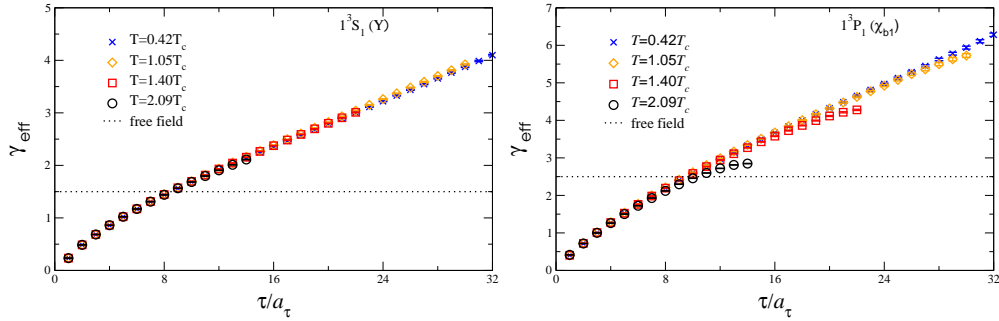 1³S₁ (ϒ)
T=0.42T_c
T=1.05T_c
T=1.40T_c
T=2.09T_c
free field
γ_eff
0
1
2
3
4
5
0 8 16 24 32
τ/a_τ
1³P₁ (χ_b1)
T=0.42T_c
T=1.05T_c
T=1.40T_c
T=2.09T_c
free field
γ_eff
0
1
2
3
4
5
6
7
0 8 16 24 32
τ/a_τ